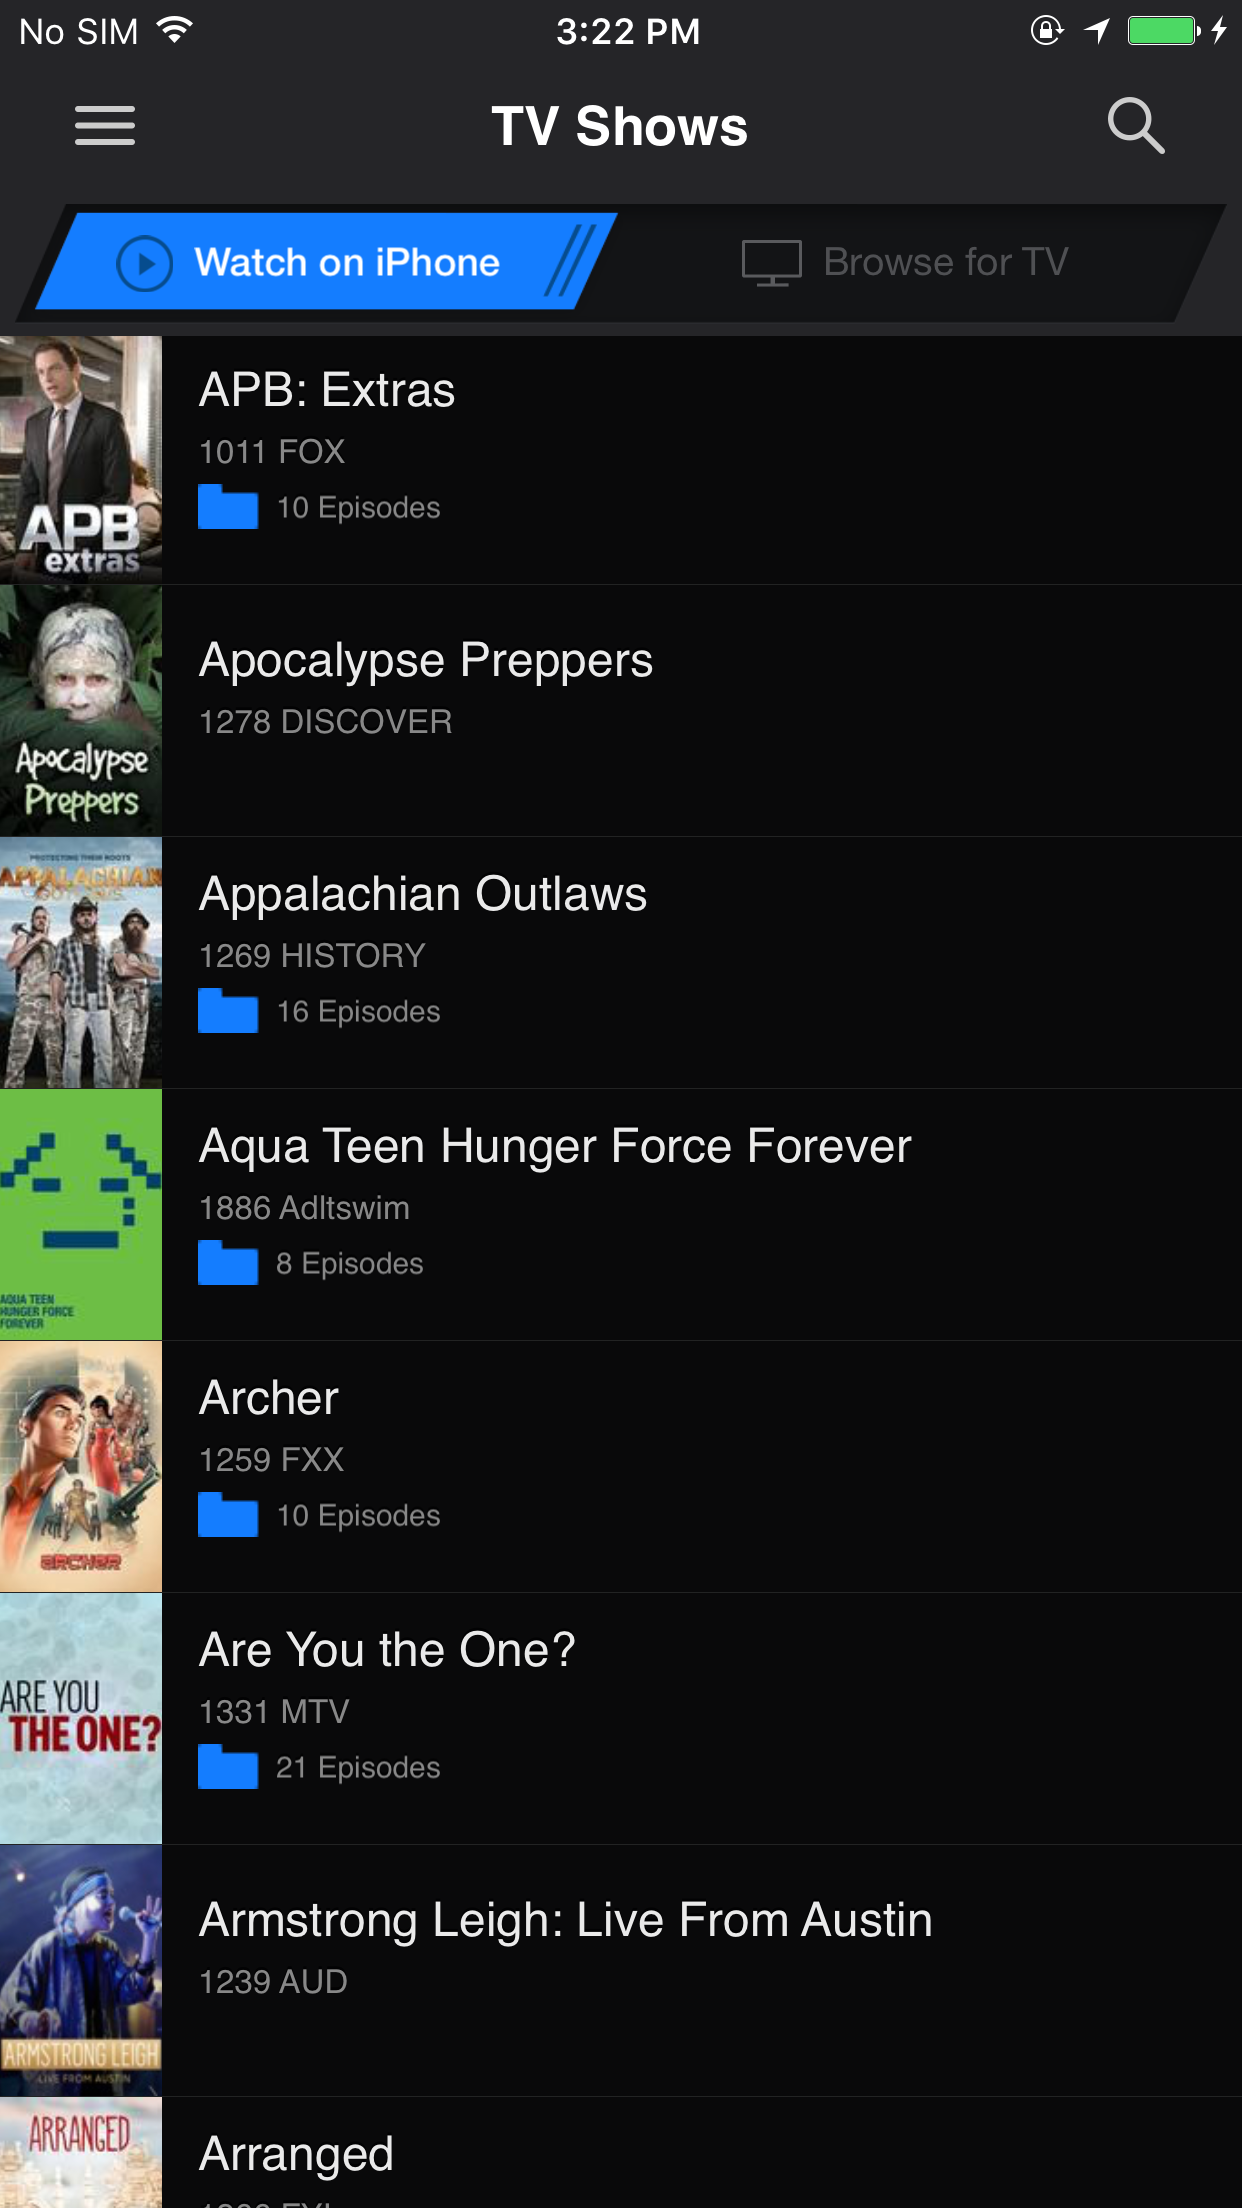 No SIM 3:22 PM
TV Shows
Watch on iPhone
Browse for TV
APB
extras
APB: Extras
1011 FOX
10 Episodes
Apocalypse
Preppers
Apocalypse Preppers
1278 DISCOVER
PROTECTING THEIR ROOTS
APPALACHIAN
OUTLAWS
Appalachian Outlaws
1269 HISTORY
16 Episodes
AQUA TEEN
HUNGER FORCE
FOREVER
Aqua Teen Hunger Force Forever
1886 Adltswim
8 Episodes
ARCHER
Archer
1259 FXX
10 Episodes
ARE YOU
THE ONE?
Are You the One?
1331 MTV
21 Episodes
ARMSTRONG LEIGH
LIVE FROM AUSTIN
Armstrong Leigh: Live From Austin
1239 AUD
ARRANGED
Arranged